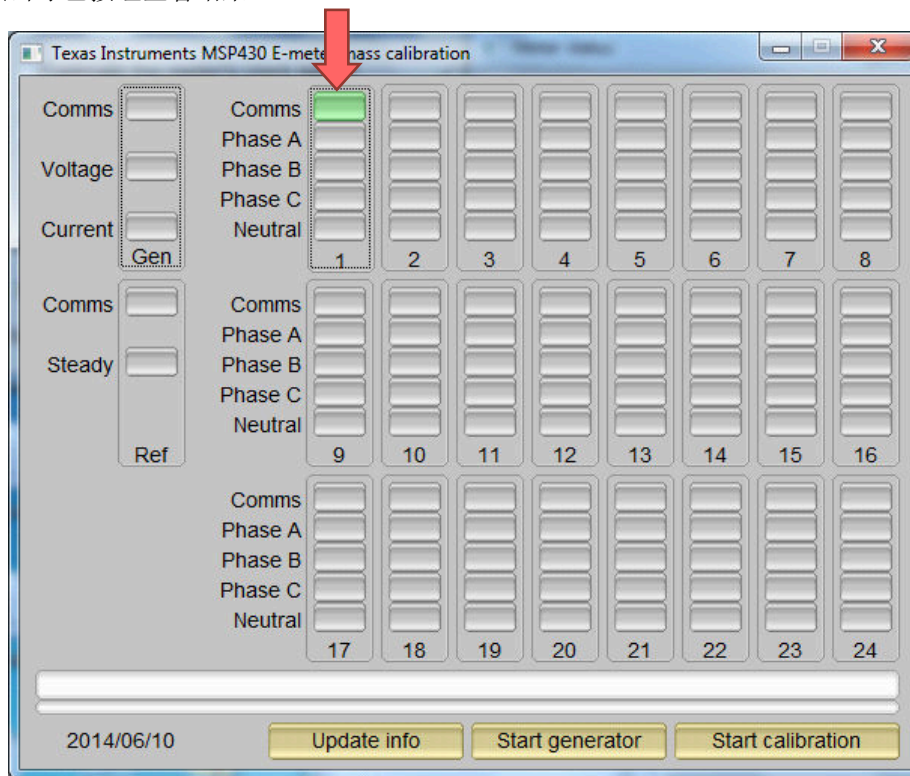 Texas Instruments MSP430 E-meter mass calibration
Comms
Voltage
Current
Gen
Comms
Steady
Ref
Comms
Phase A
Phase B
Phase C
Neutral
1 2 3 4 5 6 7 8
Comms
Phase A
Phase B
Phase C
Neutral
9 10 11 12 13 14 15 16
Comms
Phase A
Phase B
Phase C
Neutral
17 18 19 20 21 22 23 24
2014/06/10 Update info Start generator Start calibration